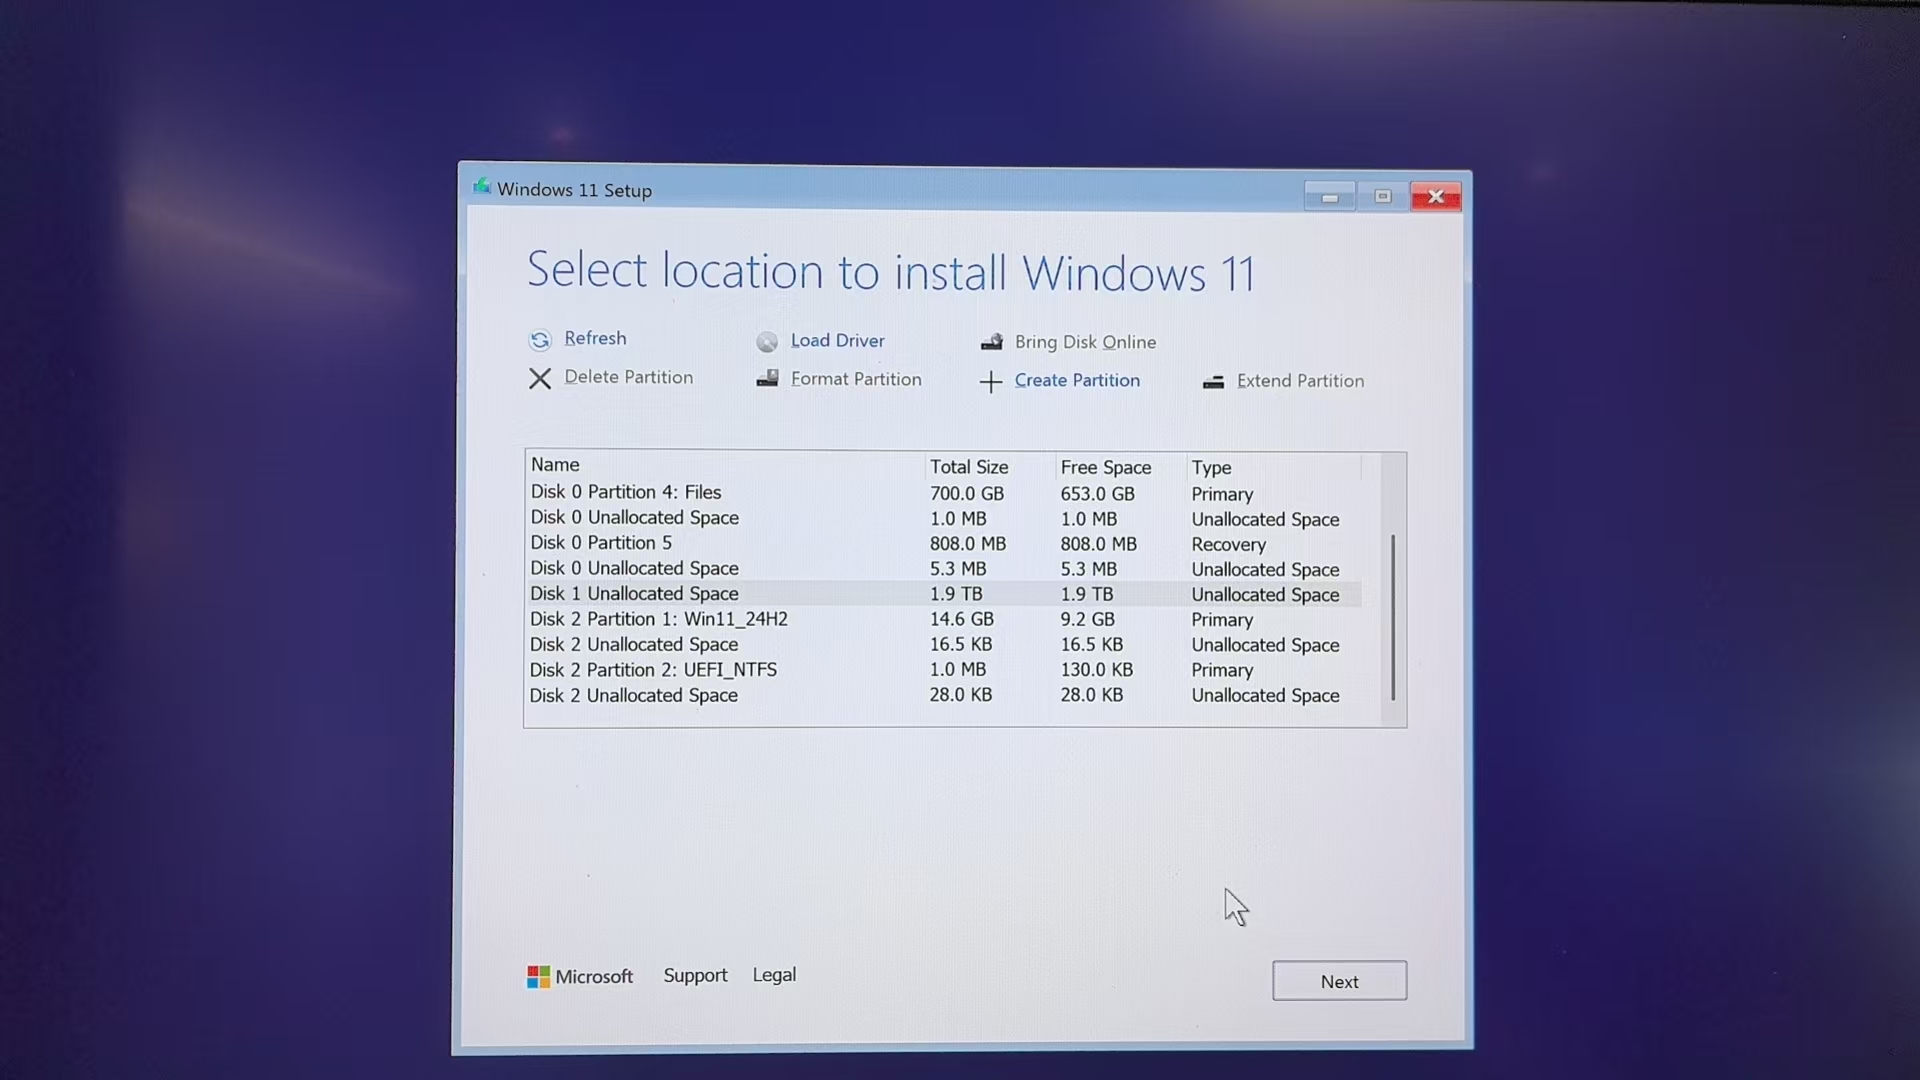 Windows 11 Setup
Select location to install Windows 11
Refresh Load Driver Bring Disk Online
Delete Partition Format Partition Create Partition Extend Partition
Name Total Size Free Space Type
Disk 0 Partition 4: Files 700.0 GB 653.0 GB Primary
Disk 0 Unallocated Space 1.0 MB 1.0 MB Unallocated Space
Disk 0 Partition 5 808.0 MB 808.0 MB Recovery
Disk 0 Unallocated Space 5.3 MB 5.3 MB Unallocated Space
Disk 1 Unallocated Space 1.9 TB 1.9 TB Unallocated Space
Disk 2 Partition 1: Win11_24H2 14.6 GB 9.2 GB Primary
Disk 2 Unallocated Space 16.5 KB 16.5 KB Unallocated Space
Disk 2 Partition 2: UEFI_NTFS 1.0 MB 130.0 KB Primary
Disk 2 Unallocated Space 28.0 KB 28.0 KB Unallocated Space
Microsoft Support Legal Next